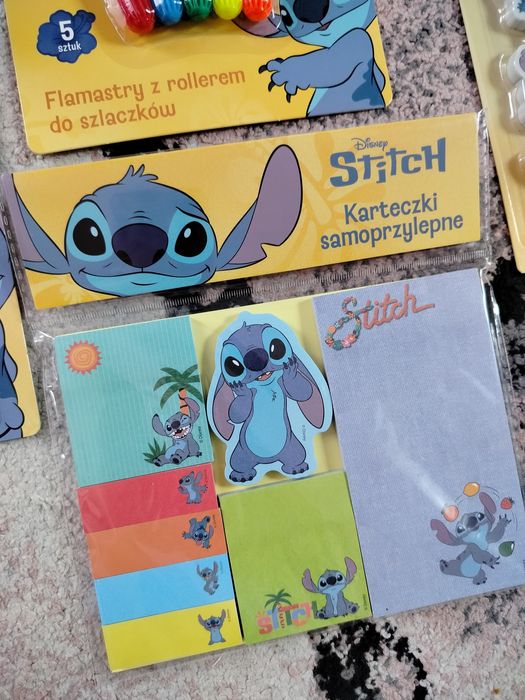 5
sztuk
Flamastry z rollerem
do szlaczków
Disney
STITCH
Karteczki
samoprzylepne
Stitch
STITCH